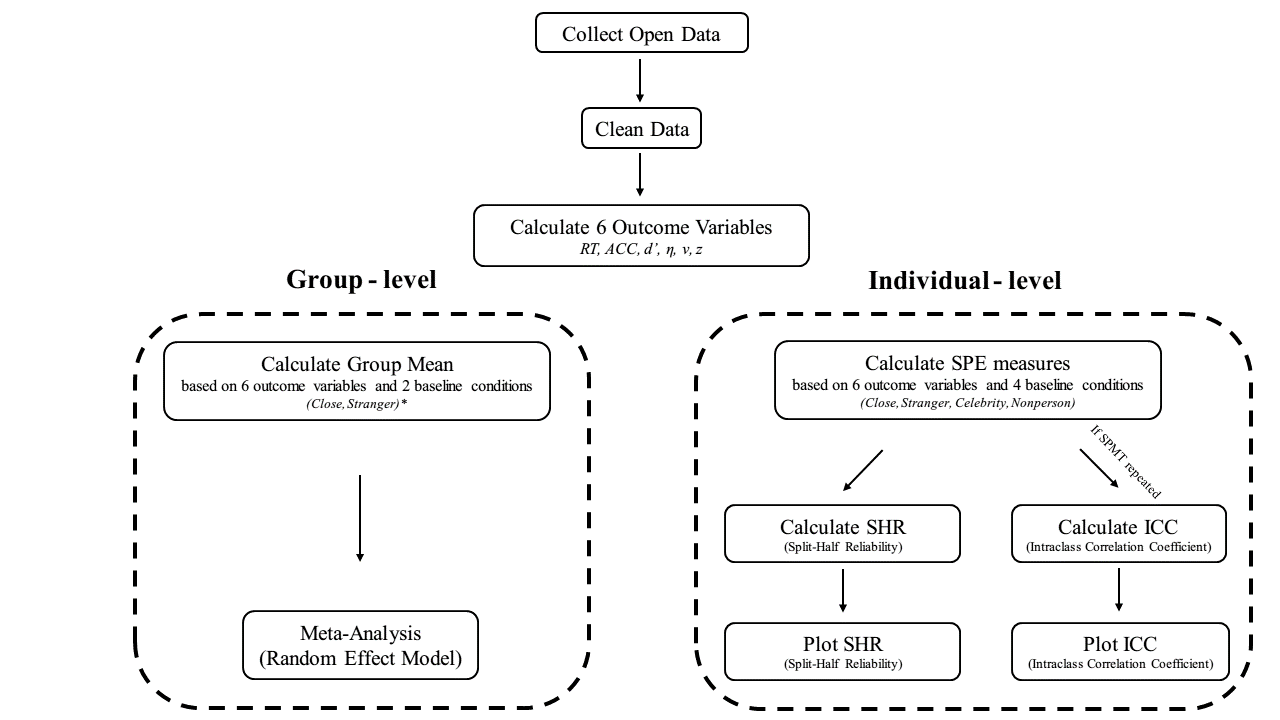 Collect Open Data
Clean Data
Calculate 6 Outcome Variables
RT, ACC, d’, η, v, z
Group - level
Calculate Group Mean
based on 6 outcome variables and 2 baseline conditions
(Close, Stranger)*
Meta-Analysis
(Random Effect Model)
Individual - level
Calculate SPE measures
based on 6 outcome variables and 4 baseline conditions
(Close, Stranger, Celebrity, Nonperson)
If SPMT repeated
Calculate SHR
(Split-Half Reliability)
Plot SHR
(Split-Half Reliability)
Calculate ICC
(Intraclass Correlation Coefficient)
Plot ICC
(Intraclass Correlation Coefficient)